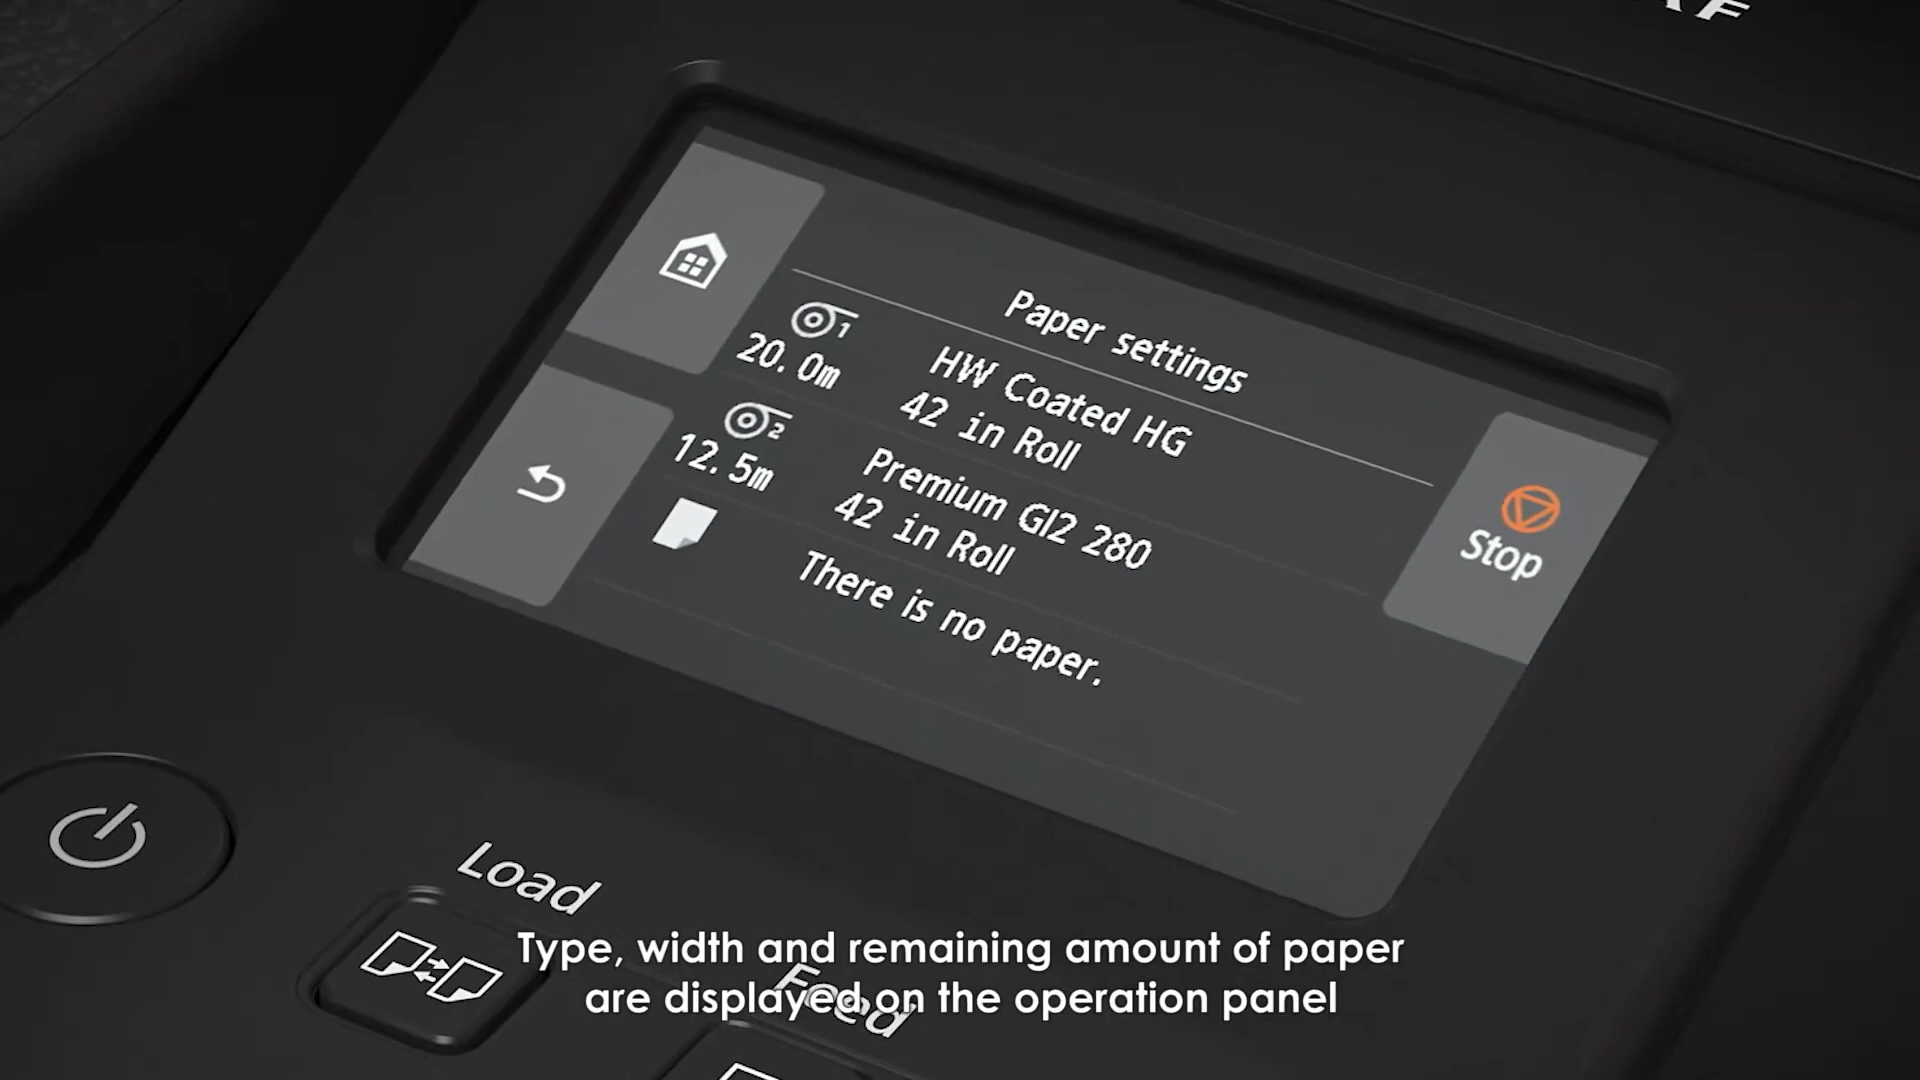 Paper settings
1
20.0m
HW Coated HG
42 in Roll
2
12.5m
Premium Gl2 280
42 in Roll
There is no paper.
Stop
Load
Feed
Type, width and remaining amount of paper
are displayed on the operation panel